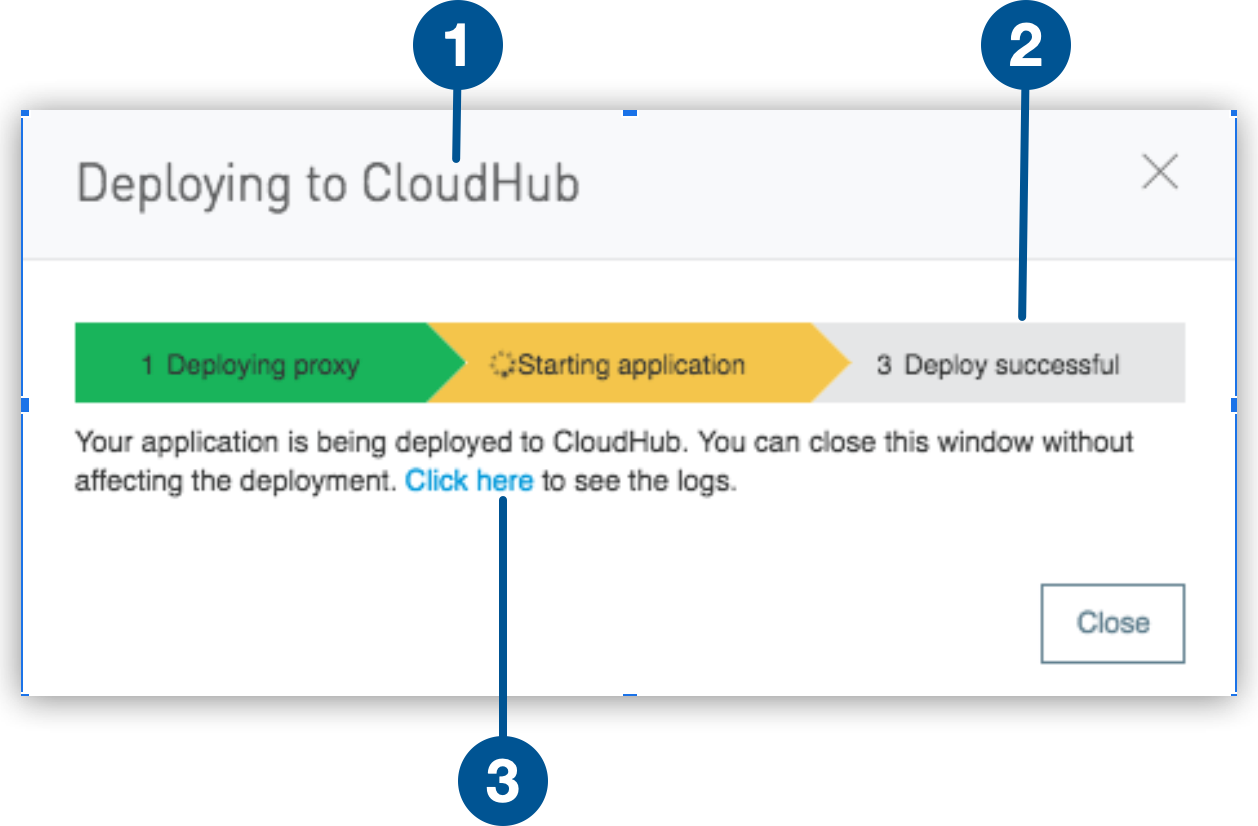 1 2
Deploying to CloudHub
1 Deploying proxy Starting application 3 Deploy successful
Your application is being deployed to CloudHub. You can close this window without
affecting the deployment. Click here to see the logs.
Close
3